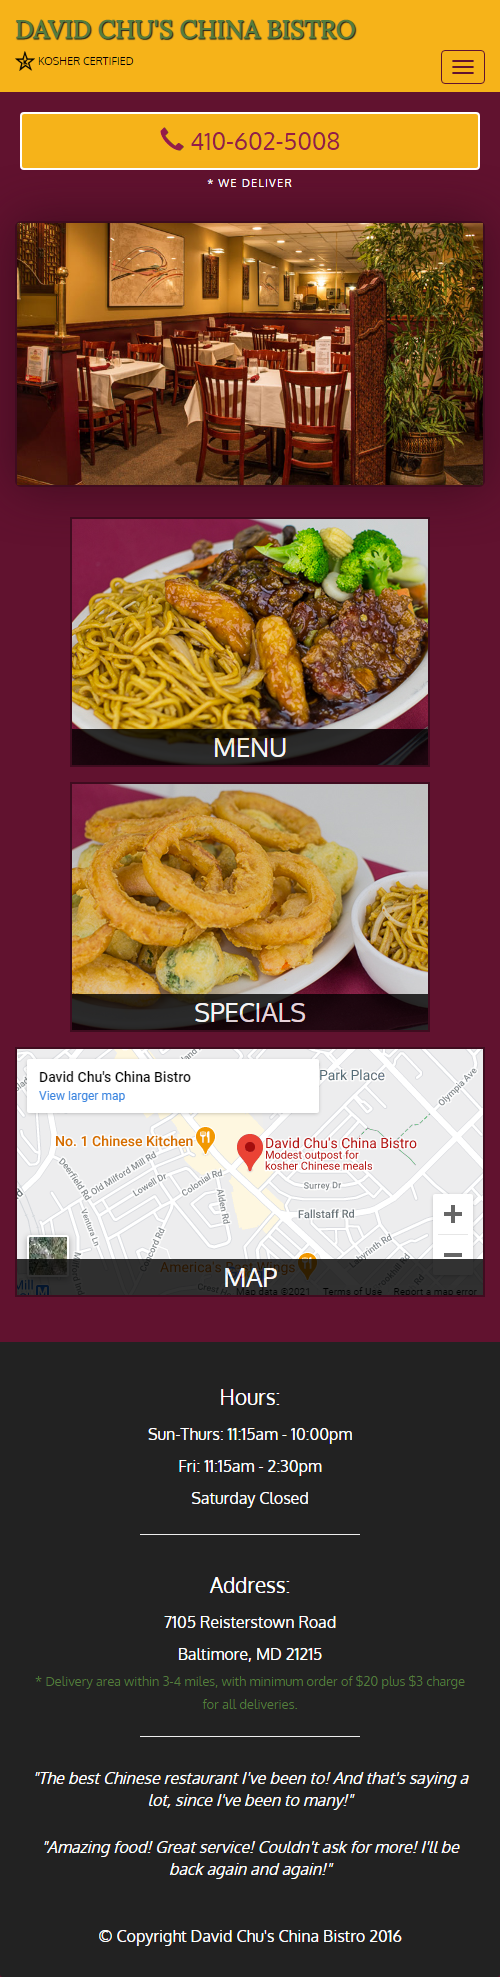 DAVID CHU'S CHINA BISTRO
KOSHER CERTIFIED
410-602-5008
* WE DELIVER
MENU
SPECIALS
David Chu's China Bistro
View larger map
Park Place
Olympia Ave
No. 1 Chinese Kitchen
David Chu's China Bistro
Modest outpost for
kosher Chinese meals
Deerfield Rd
Old Milford Mill Rd
Lowell Dr
Colonial Rd
Surrey Dr
Fallstaff Rd
Alden Rd
Ventura Ln
Concord Rd
Labyrinth Rd
America's Best Wings
Map data ©2021 Terms of Use Report a map error
MAP
Hours:
Sun-Thurs: 11:15am - 10:00pm
Fri: 11:15am - 2:30pm
Saturday Closed
Address:
7105 Reisterstown Road
Baltimore, MD 21215
* Delivery area within 3-4 miles, with minimum order of $20 plus $3 charge
for all deliveries.
"The best Chinese restaurant I've been to! And that's saying a
lot, since I've been to many!"
"Amazing food! Great service! Couldn't ask for more! I'll be
back again and again!"
© Copyright David Chu's China Bistro 2016